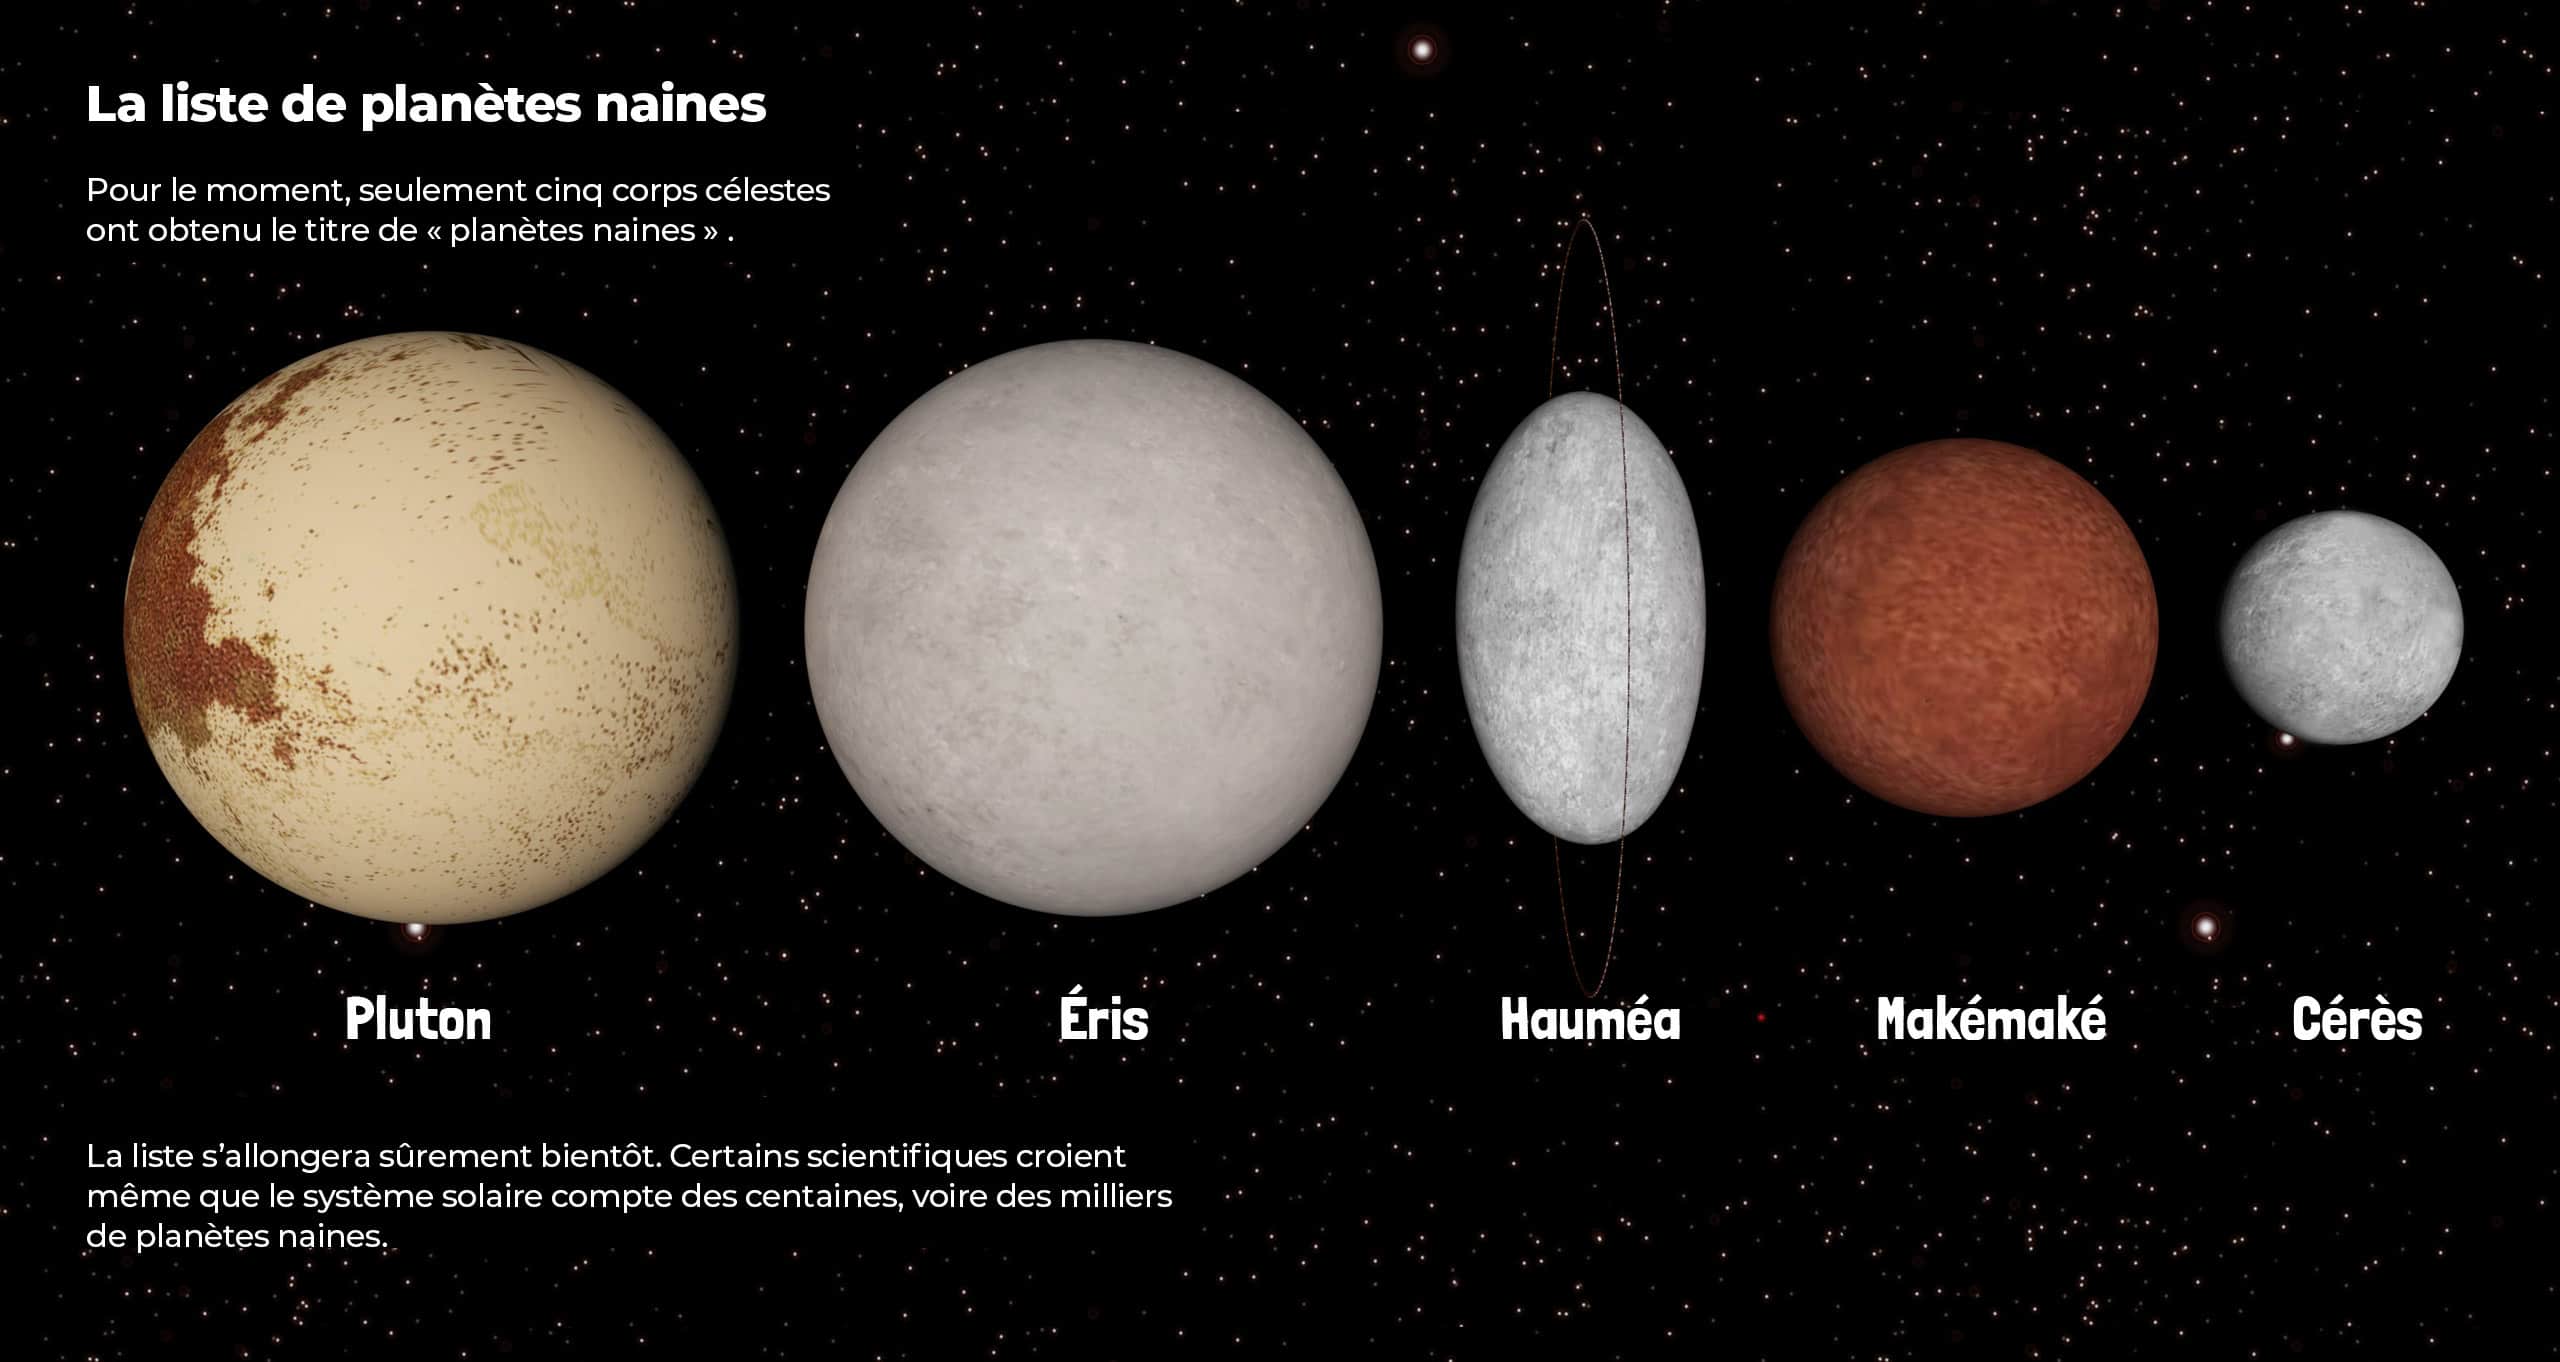 La liste de planètes naines
Pour le moment, seulement cinq corps célestes
ont obtenu le titre de « planètes naines » .
Pluton
Éris
Hauméa
Makémaké
Cérès
La liste s’allongera sûrement bientôt. Certains scientifiques croient
même que le système solaire compte des centaines, voire des milliers
de planètes naines.